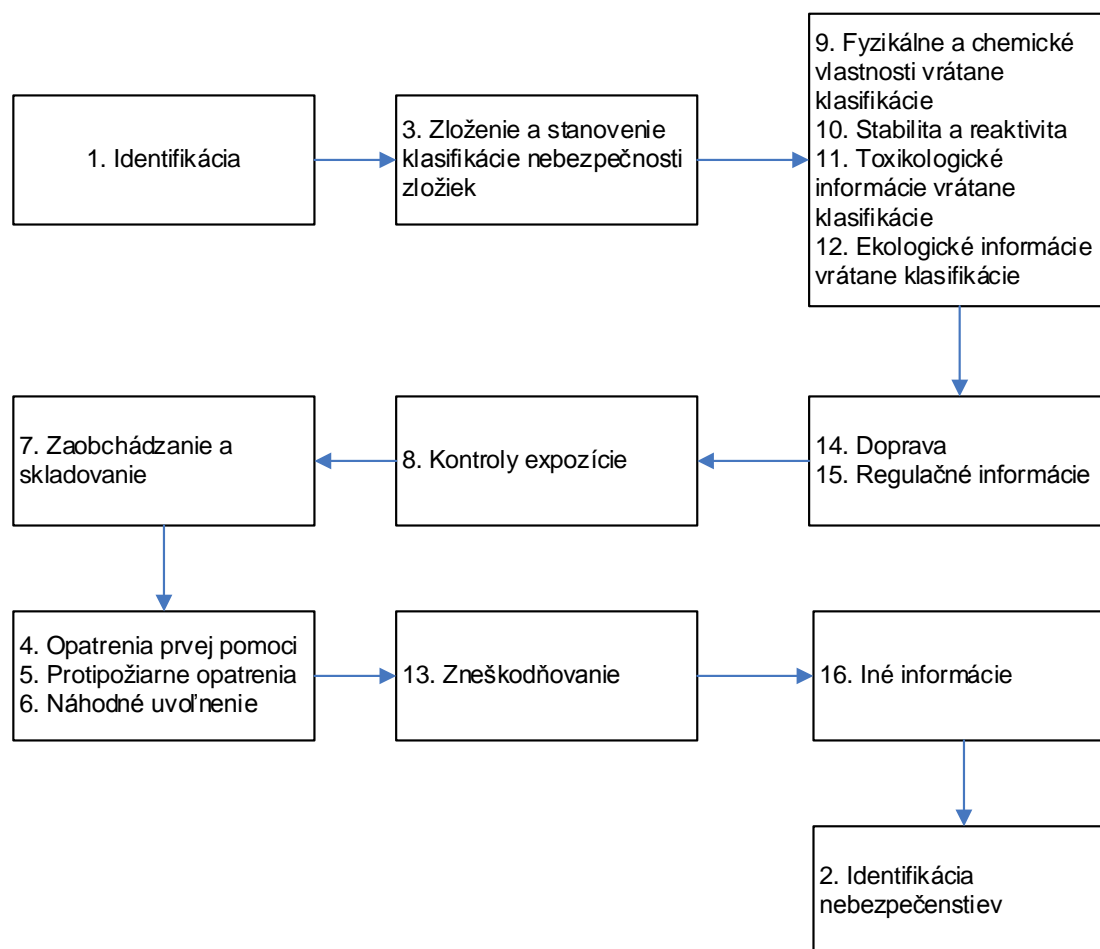 1. Identifikácia
3. Zloženie a stanovenie
klasifikácie nebezpečnosti
zložiek
9. Fyzikálne a chemické
vlastnosti vrátane
klasifikácie
10. Stabilita a reaktivita
11. Toxikologické
informácie vrátane
klasifikácie
12. Ekologické informácie
vrátane klasifikácie
7. Zaobchádzanie a
skladovanie
8. Kontroly expozície
14. Doprava
15. Regulačné informácie
4. Opatrenia prvej pomoci
5. Protipožiarne opatrenia
6. Náhodné uvoľnenie
13. Zneškodňovanie
16. Iné informácie
2. Identifikácia
nebezpečenstiev